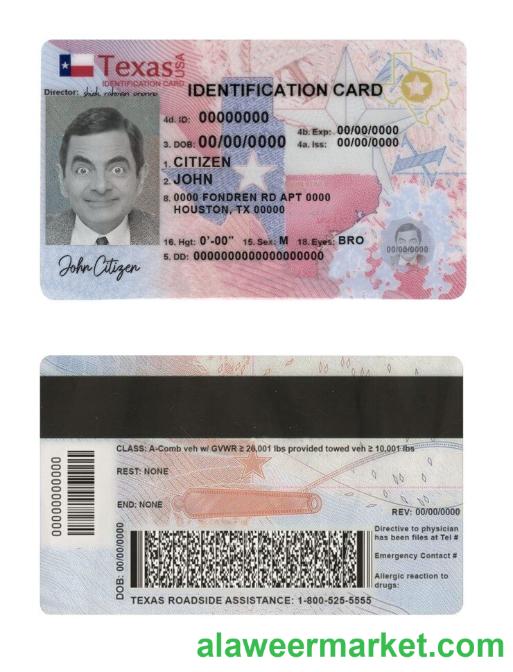 Texas USA
IDENTIFICATION CARD
Director:
IDENTIFICATION CARD
4d. ID: 00000000
3. DOB: 00/00/0000 4b. Exp: 00/00/0000
4a. Iss: 00/00/0000
1. CITIZEN
2. JOHN
8. 0000 FONDREN RD APT 0000
HOUSTON, TX 00000
16. Hgt: 0'-00" 15. Sex: M 18. Eyes: BRO
5. DD: 00000000000000000000
00/00/0000
John Citizen
CLASS: A-Comb veh w/ GVWR ≥ 26,001 lbs provided towed veh ≥ 10,001 lbs
REST: NONE
END: NONE
00000000000
REV: 00/00/0000
DOB: 00/00/0000
Directive to physician
has been files at Tel #
Emergency Contact #
Allergic reaction to
drugs:
TEXAS ROADSIDE ASSISTANCE: 1-800-525-5555
alaweermarket.com